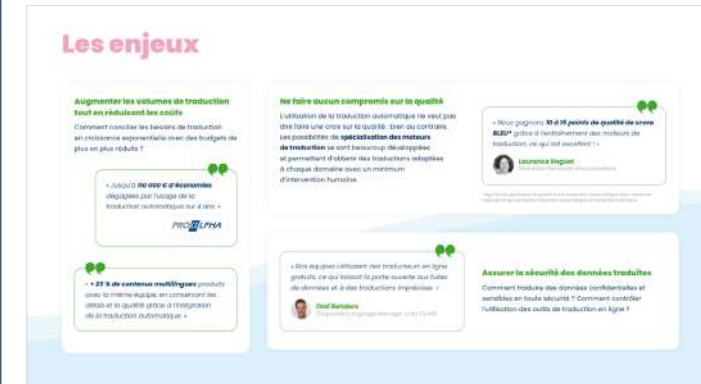 Les enjeux
Augmenter les volumes de traduction
tout en réduisant les coûts
Comment concilier les besoins de traduction
en croissance exponentielle avec des budgets de
plus en plus réduits ?
« Jusqu'à 110 000 € d'économies
dégagées par l'usage de la
traduction automatique sur 4 ans. »
PROALPHA
« + 23 % de contenus multilingues produits
avec la même équipe, en conservant les
délais et la qualité grâce à l'intégration
de la traduction automatique. »
Ne faire aucun compromis sur la qualité
L'utilisation de la traduction automatique ne veut pas
dire faire une croix sur la qualité : bien au contraire.
Les possibilités de spécialisation des moteurs
de traduction se sont beaucoup développées
et permettent d'obtenir des traductions adaptées
à chaque domaine avec un minimum
d'intervention humaine.
« Nous gagnons 10 à 15 points de qualité de score
BLEU* grâce à l'entraînement des moteurs de
traduction, ce qui est excellent ! »
Laurence Roguet
« Nos équipes utilisaient des traducteurs en ligne
gratuits, ce qui laissait la porte ouverte aux fuites
de données et à des traductions imprécises. »
Olaf Rehders
Assurer la sécurité des données traduites
Comment traduire des données confidentielles et
sensibles en toute sécurité ? Comment contrôler
l'utilisation des outils de traduction en ligne ?